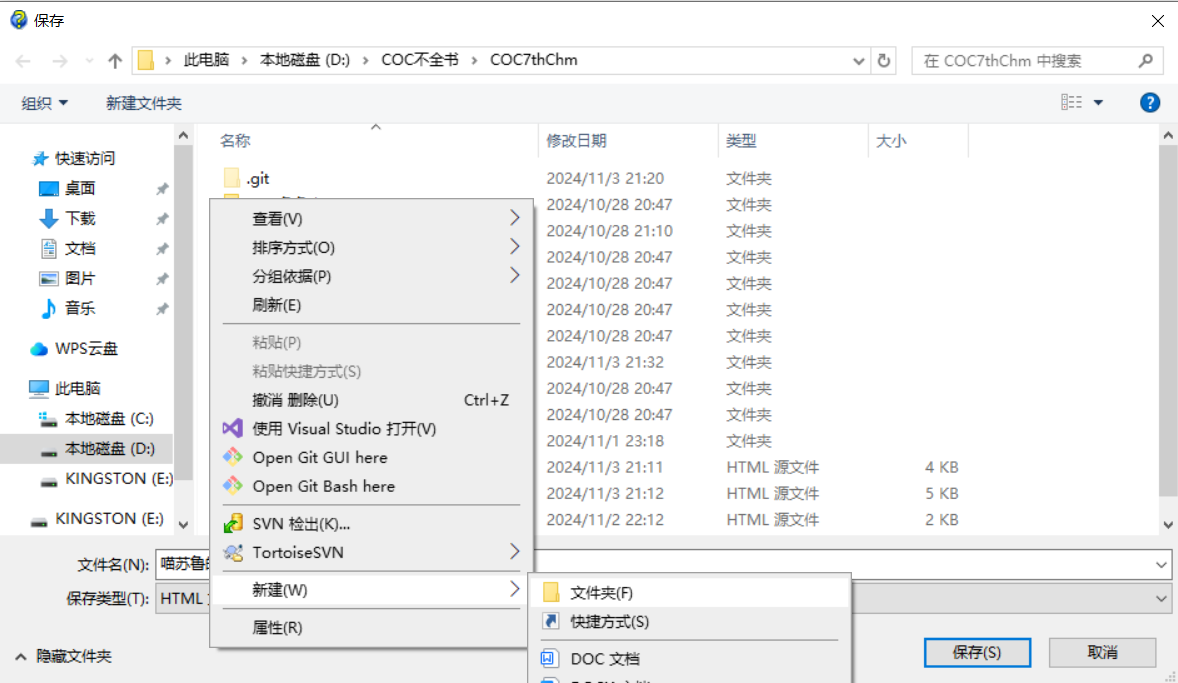 保存
此电脑 本地磁盘 (D:) COC不全书 COC7thChm
在 COC7thChm 中搜索
组织 新建文件夹
名称 修改日期 类型 大小
快速访问
桌面
下载
文档
图片
音乐
WPS云盘
此电脑
本地磁盘 (C:)
本地磁盘 (D:)
KINGSTON (E:)
KINGSTON (E:)
.git 2024/11/3 21:20 文件夹
2024/10/28 20:47 文件夹
2024/10/28 21:10 文件夹
2024/10/28 20:47 文件夹
2024/10/28 20:47 文件夹
2024/10/28 20:47 文件夹
2024/10/28 20:47 文件夹
2024/11/3 21:32 文件夹
2024/10/28 20:47 文件夹
2024/10/28 20:47 文件夹
2024/11/1 23:18 文件夹
2024/11/3 21:11 HTML 源文件 4 KB
2024/11/3 21:12 HTML 源文件 5 KB
2024/11/2 22:12 HTML 源文件 2 KB
查看(V)
排序方式(O)
分组依据(P)
刷新(E)
粘贴(P)
粘贴快捷方式(S)
撤消 删除(U) Ctrl+Z
使用 Visual Studio 打开(V)
Open Git GUI here
Open Git Bash here
SVN 检出(K)...
TortoiseSVN
新建(W)
属性(R)
文件夹(F)
快捷方式(S)
DOC 文档
文件名(N): 喵苏鲁
保存类型(T): HTML
隐藏文件夹
保存(S) 取消